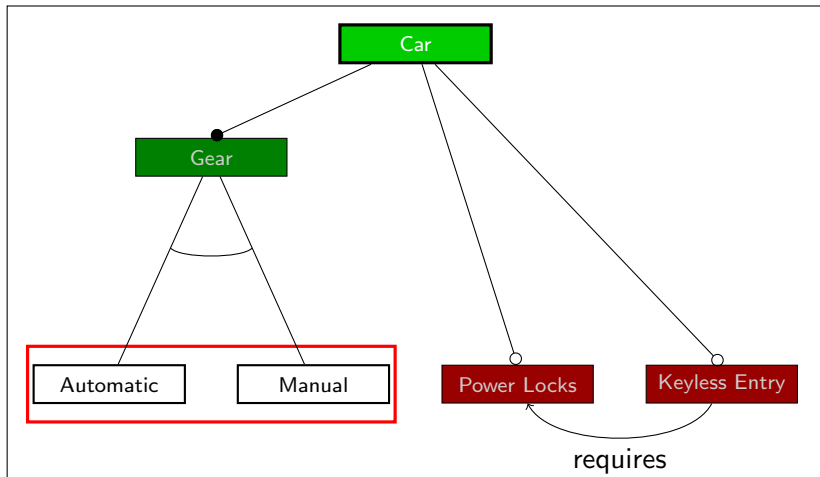 Car
Gear
Automatic
Manual
Power Locks
Keyless Entry
requires